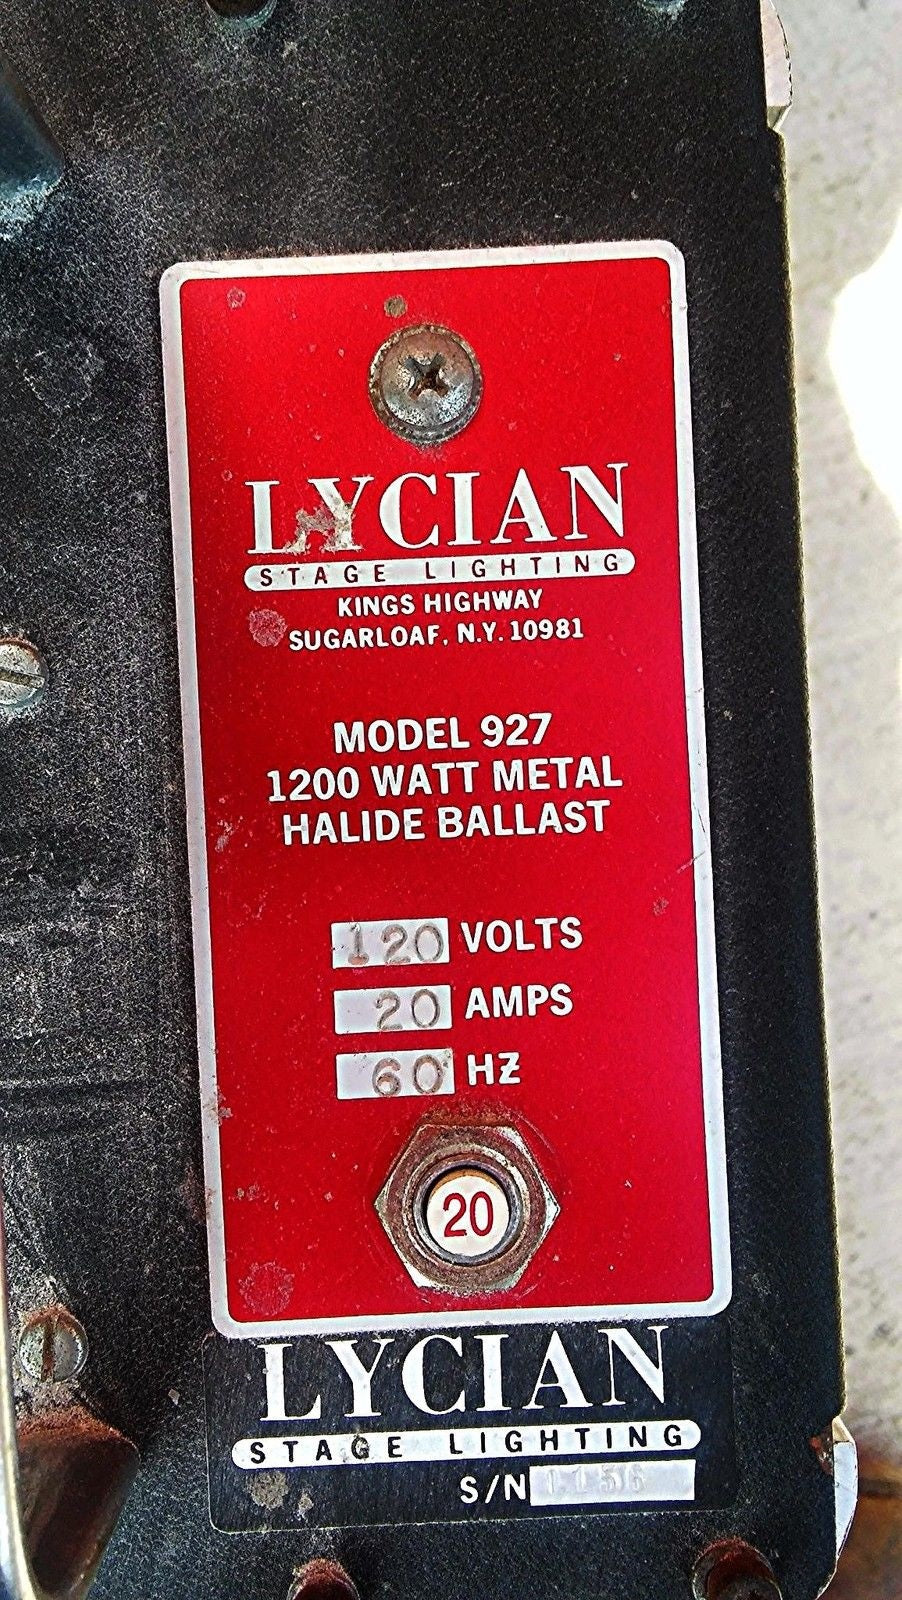 LYCIAN
STAGE LIGHTING
KINGS HIGHWAY
SUGARLOAF, N.Y. 10981
MODEL 927
1200 WATT METAL
HALIDE BALLAST
120 VOLTS
20 AMPS
60 HZ
20
LYCIAN
STAGE LIGHTING
S/N